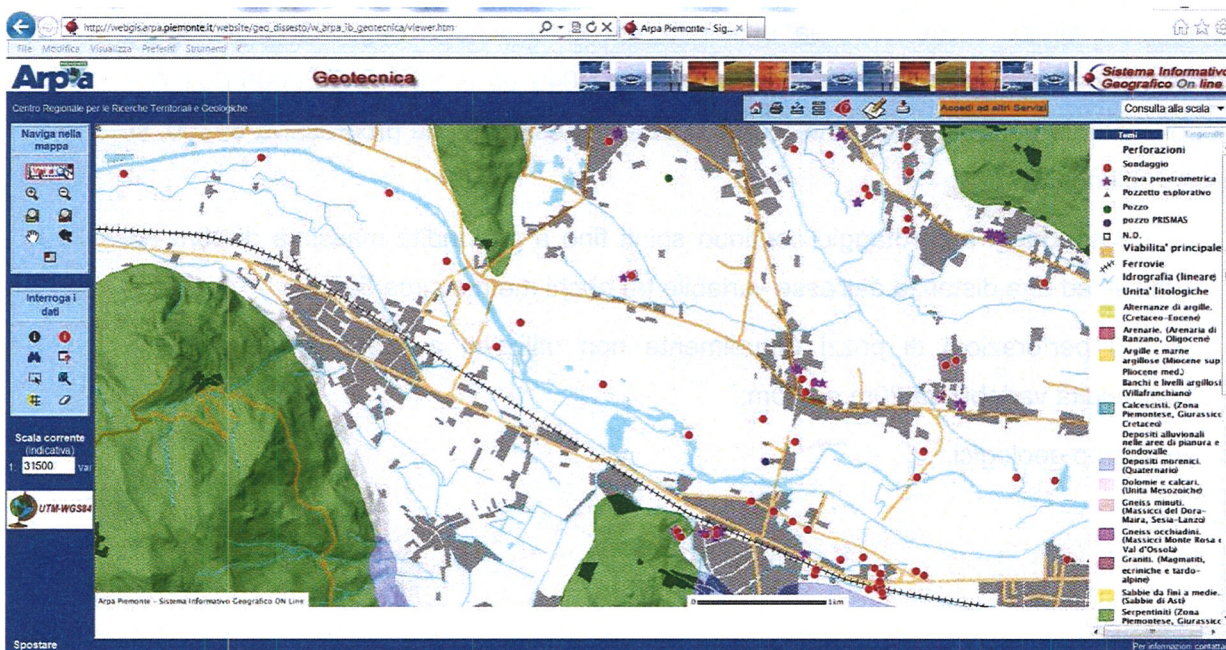 http://webgis.arpa.piemonte.it/website/geo_dissesto/w_arpa_ib_geotecnica/viewer.htm
Arpa Piemonte - Sig...
File Modifica Visualizza Preferiti Strumenti ?
PIEMONTE
Arpa
Geotecnica
Sistema Informativo
Geografico On line
Centro Regionale per le Ricerche Territoriali e Geologiche
Accedi ad altri Servizi
Consulta alla scala
Naviga nella
mappa
Interroga i
dati
Scala corrente
(indicativa)
1: 31500 vai
UTM-WGS84
Arpa Piemonte - Sistema Informativo Geografico ON Line
0 1km
Temi
Legenda
Perforazioni
Sondaggio
Prova penetrometrica
Pozzetto esplorativo
Pozzo
pozzo PRISMAS
N.D.
Viabilita' principale
Ferrovie
Idrografia (lineare)
Unita' litologiche
Alternanze di argille.
(Cretaceo-Eocene)
Arenarie. (Arenaria di
Ranzano, Oligocene)
Argille e marne
argillose (Miocene sup
Pliocene med.)
Banchi e livelli argillosi
(Villafranchiano)
Calcescisti. (Zona
Piemontese, Giurassico
Cretaceo)
Depositi alluvionali
nelle aree di pianura e
fondovalle
Depositi morenici.
(Quaternario)
Dolomie e calcari.
(Unita Mesozoiche)
Gneiss minuti.
(Massicci del Dora-
Maira, Sesia-Lanzo)
Gneiss occhiadini.
(Massicci Monte Rosa e
Val d'Ossola)
Graniti. (Magmatiti,
ecriniche e tardo-
alpine)
Sabbie da fini a medie.
(Sabbie di Asti)
Serpentiniti (Zona
Piemontese, Giurassico
Spostare
Per informazioni contattare